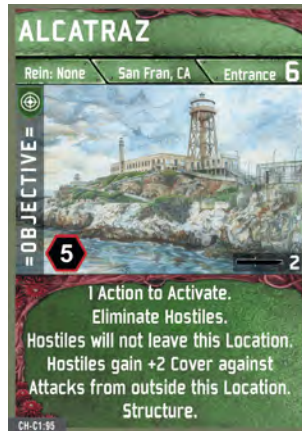 ALCATRAZ
Rein: None San Fran, CA Entrance 6
=OBJECTIVE=
5
2
1 Action to Activate.
Eliminate Hostiles.
Hostiles will not leave this Location.
Hostiles gain +2 Cover against
Attacks from outside this Location.
Structure.
CH-C1:95